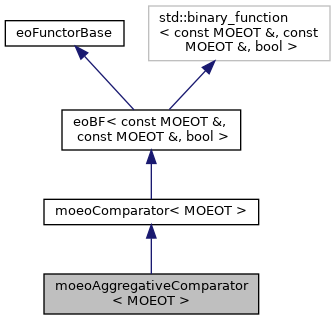 eoFunctorBase
std::binary_function
< const MOEOT &, const
MOEOT &, bool >
eoBF< const MOEOT &,
const MOEOT &, bool >
moeoComparator< MOEOT >
moeoAggregativeComparator
< MOEOT >